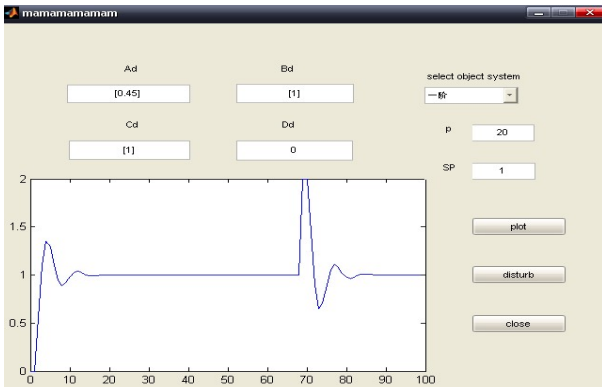 mamamamamam
Ad
Bd
select object system
[0.45]
[1]
一阶
Cd
Dd
p
20
[1]
0
SP
1
2
1.5
1
0.5
0
plot
disturb
close
0 10 20 30 40 50 60 70 80 90 100